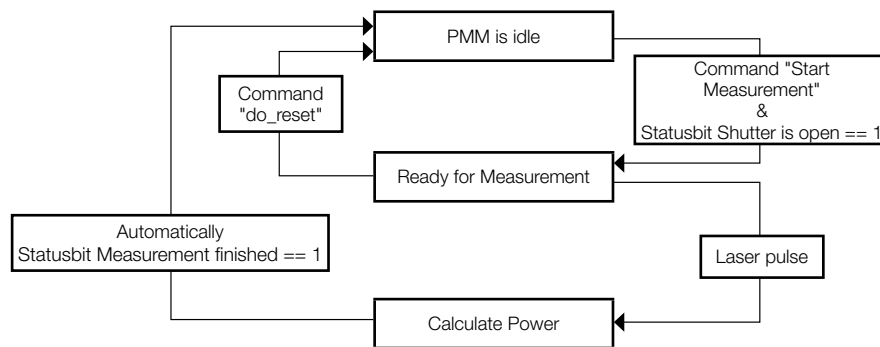 PMM is idle
Command "Start
Measurement"
&
Statusbit Shutter is open == 1
Command
"do_reset"
Ready for Measurement
Automatically
Statusbit Measurement finished == 1
Laser pulse
Calculate Power